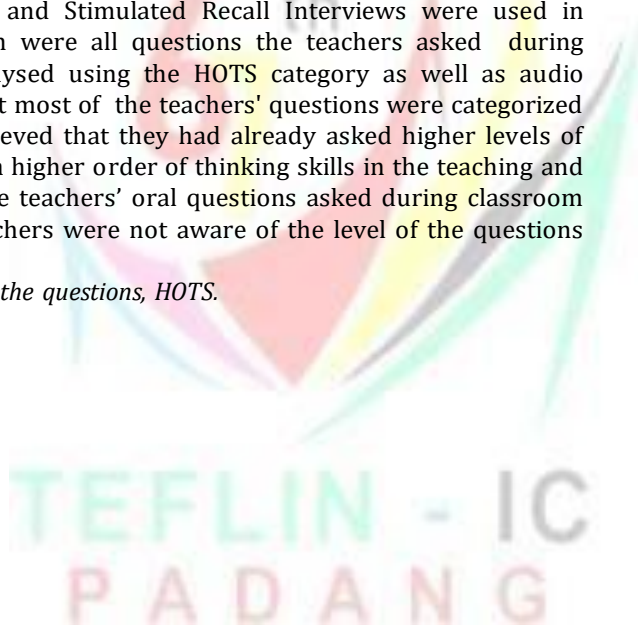 and Stimulated Recall Interviews were used in
were all questions the teachers asked during
lysed using the HOTS category as well as audio
t most of the teachers' questions were categorized
eved that they had already asked higher levels of
higher order of thinking skills in the teaching and
e teachers’ oral questions asked during classroom
chers were not aware of the level of the questions
the questions, HOTS.
TEFLIN - IC
PADANG